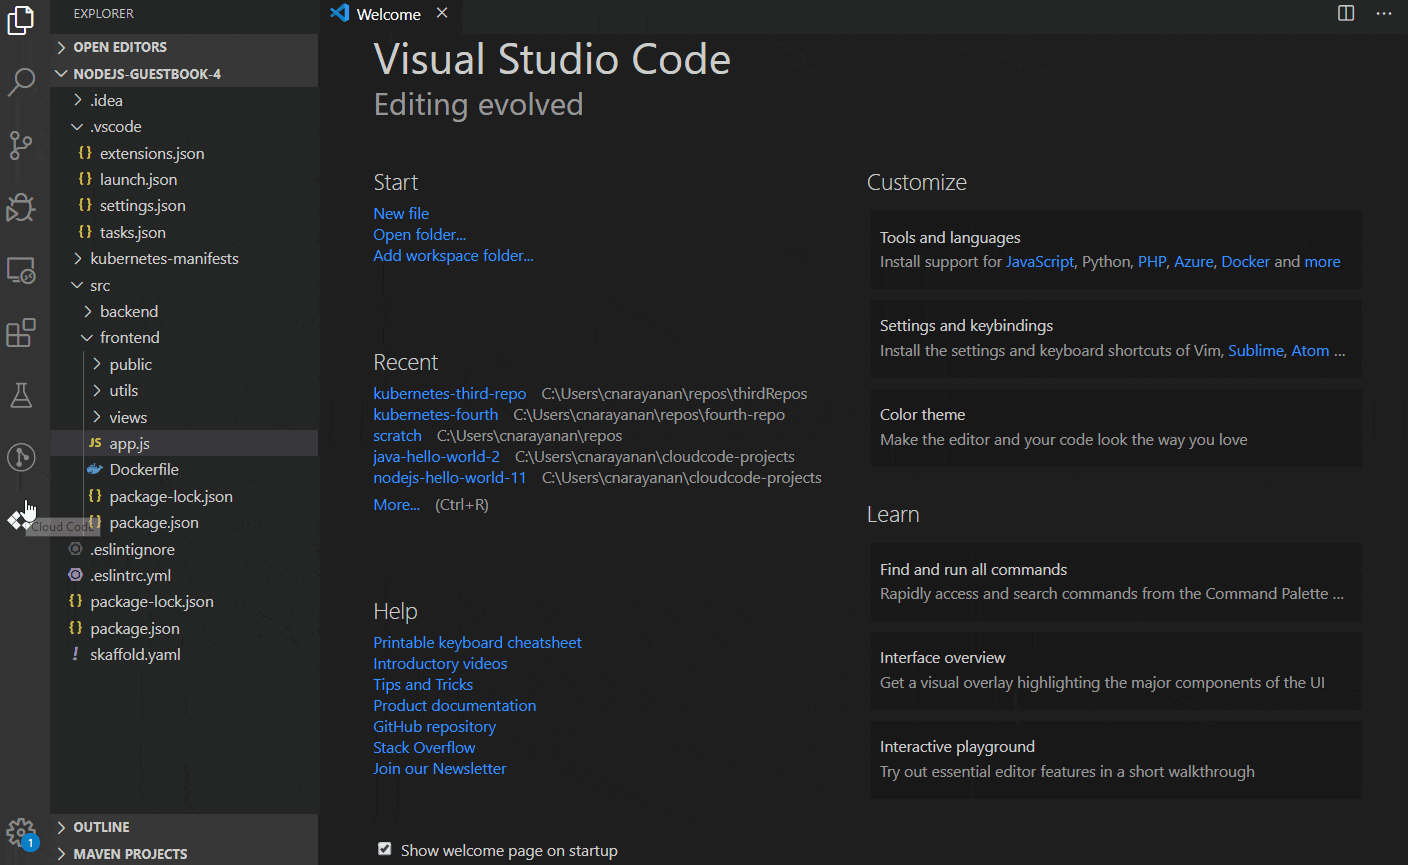 EXPLORER
OPEN EDITORS
NODEJS-GUESTBOOK-4
.idea
.vscode
{} extensions.json
{} launch.json
{} settings.json
{} tasks.json
kubernetes-manifests
src
backend
frontend
public
utils
views
JS app.js
Dockerfile
{} package-lock.json
{} package.json
Cloud Code
.eslintignore
.eslintrc.yml
{} package-lock.json
{} package.json
! skaffold.yaml
OUTLINE
MAVEN PROJECTS
1
Welcome
Visual Studio Code
Editing evolved
Start
New file
Open folder...
Add workspace folder...
Recent
kubernetes-third-repo C:\Users\cnarayanan\repos\thirdRepos
kubernetes-fourth C:\Users\cnarayanan\repos\fourth-repo
scratch C:\Users\cnarayanan\repos
java-hello-world-2 C:\Users\cnarayanan\cloudcode-projects
nodejs-hello-world-11 C:\Users\cnarayanan\cloudcode-projects
More... (Ctrl+R)
Help
Printable keyboard cheatsheet
Introductory videos
Tips and Tricks
Product documentation
GitHub repository
Stack Overflow
Join our Newsletter
Show welcome page on startup
Customize
Tools and languages
Install support for JavaScript, Python, PHP, Azure, Docker and more
Settings and keybindings
Install the settings and keyboard shortcuts of Vim, Sublime, Atom ...
Color theme
Make the editor and your code look the way you love
Learn
Find and run all commands
Rapidly access and search commands from the Command Palette ...
Interface overview
Get a visual overlay highlighting the major components of the UI
Interactive playground
Try out essential editor features in a short walkthrough